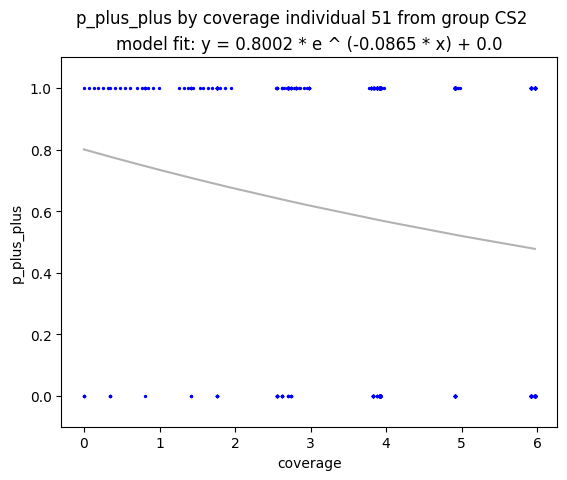 p_plus_plus by coverage individual 51 from group CS2
model fit: y = 0.8002 * e ^ (-0.0865 * x) + 0.0
1.0
0.8
0.6
0.4
0.2
0.0
p_plus_plus
0 1 2 3 4 5 6
coverage